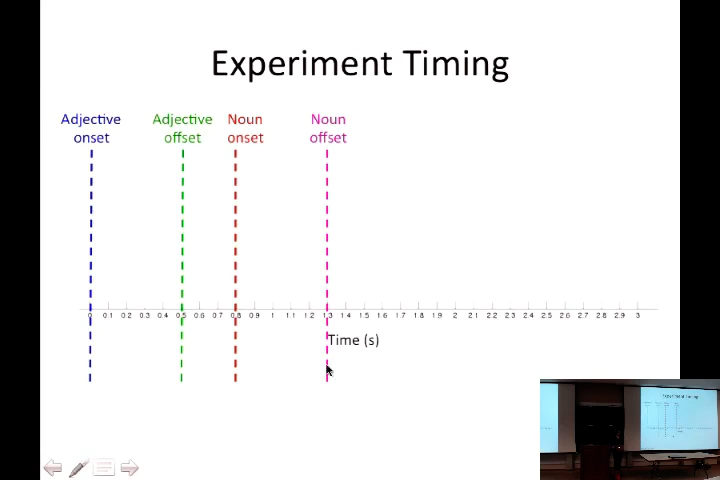 Experiment Timing
Adjective onset
Adjective offset
Noun onset
Noun offset
0 0.1 0.2 0.3 0.4 0.5 0.6 0.7 0.8 0.9 1 1.1 1.2 1.3 1.4 1.5 1.6 1.7 1.8 1.9 2 2.1 2.2 2.3 2.4 2.5 2.6 2.7 2.8 2.9 3
Time (s)
Experiment Timing